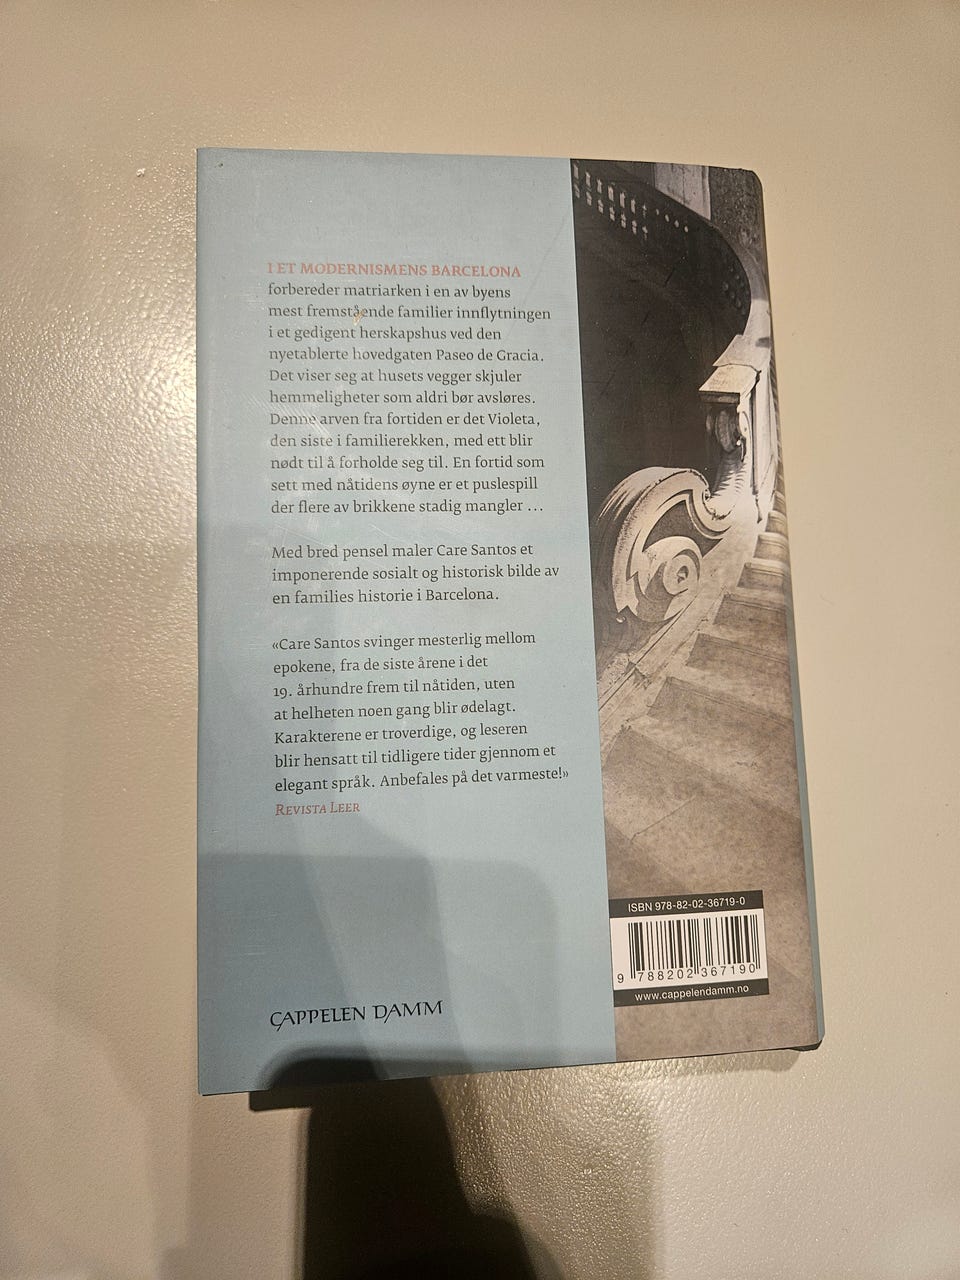 I ET MODERNISMENS BARCELONA
forbereder matriarken i en av byens
mest fremstående familier innflytningen
i et gedigent herskapshus ved den
nyetablerte hovedgaten Paseo de Gracia.
Det viser seg at husets vegger skjuler
hemmeligheter som aldri bør avsløres.
Denne arven fra fortiden er det Violeta,
den siste i familierekken, med ett blir
nødt til å forholde seg til. En fortid som
sett med nåtidens øyne er et puslespill
der flere av brikkene stadig mangler ...
Med bred pensel maler Care Santos et
imponerende sosialt og historisk bilde av
en families historie i Barcelona.
«Care Santos svinger mesterlig mellom
epokene, fra de siste årene i det
19. århundre frem til nåtiden, uten
at helheten noen gang blir ødelagt.
Karakterene er troverdige, og leseren
blir hensatt til tidligere tider gjennom et
elegant språk. Anbefales på det varmeste!»
REVISTA LEER
ISBN 978-82-02-36719-0
9 788202 367190
www.cappelendamm.no
CAPPELEN DAMM